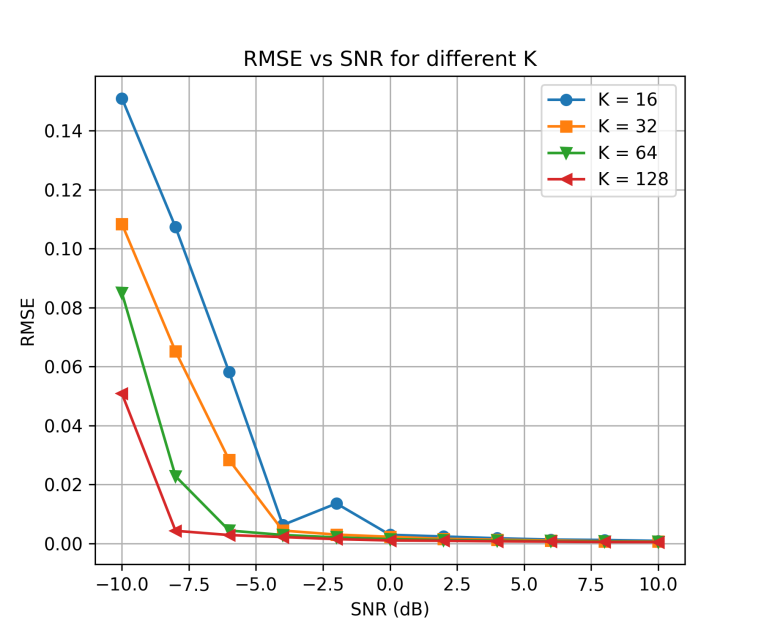 RMSE vs SNR for different K
K = 16
K = 32
K = 64
K = 128
0.14
0.12
0.10
0.08
0.06
0.04
0.02
0.00
RMSE
−10.0 −7.5 −5.0 −2.5 0.0 2.5 5.0 7.5 10.0
SNR (dB)